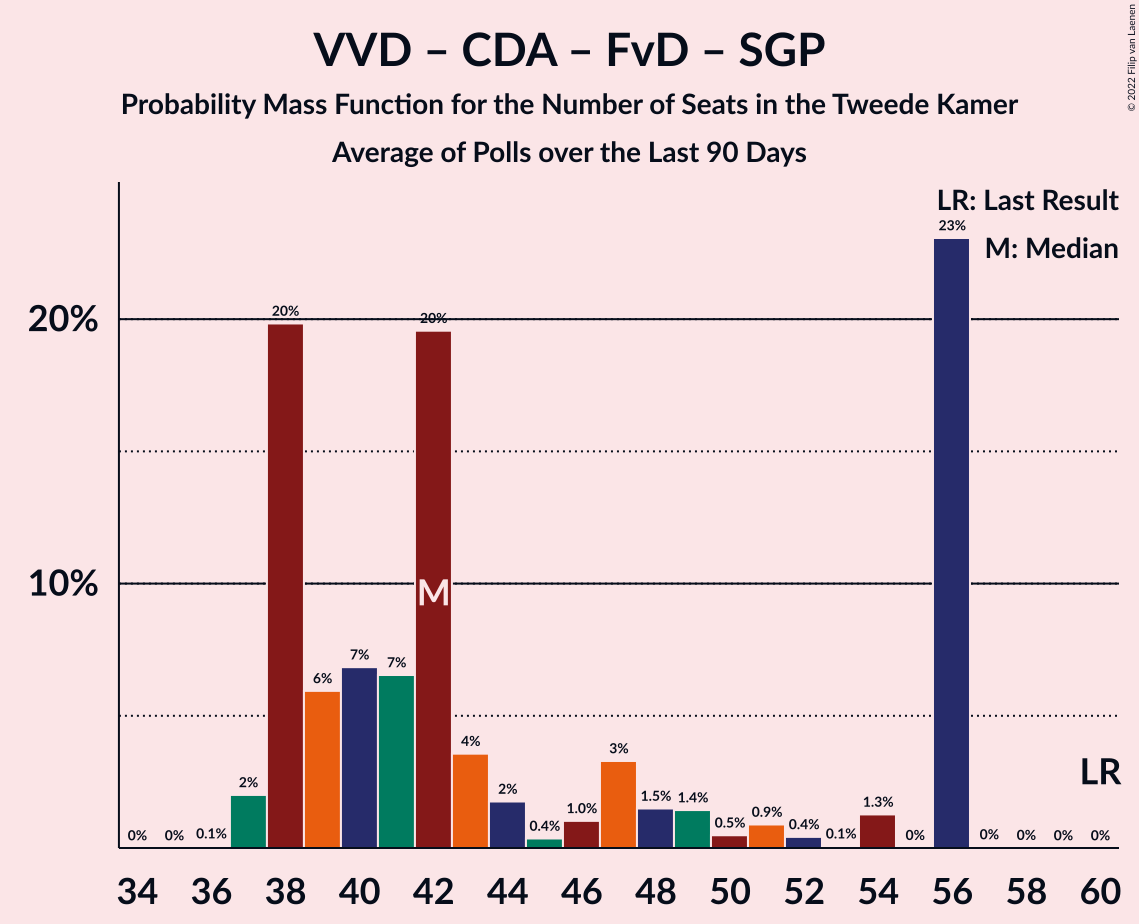 VVD – CDA – FvD – SGP
Probability Mass Function for the Number of Seats in the Tweede Kamer
Average of Polls over the Last 90 Days
© 2022 Filip van Laenen
LR: Last Result
M: Median
20%
10%
0% 0% 0.1% 2% 20% 6% 7% 7% 20% 4% 2% 0.4% 1.0% 3% 1.5% 1.4% 0.5% 0.9% 0.4% 0.1% 1.3% 0% 23% 0% 0% 0% 0%
M
LR
34 36 38 40 42 44 46 48 50 52 54 56 58 60